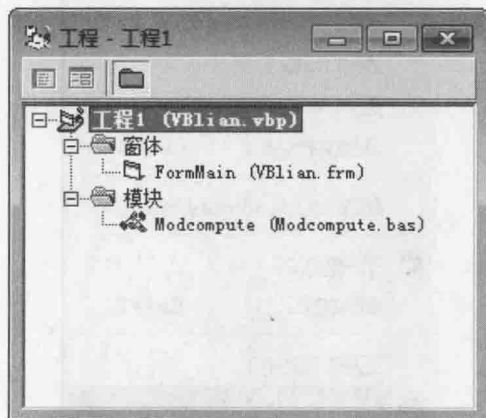 工程 - 工程1
工程1 (VBlian.vbp)
窗体
FormMain (VBlian.frm)
模块
Modcompute (Modcompute.bas)